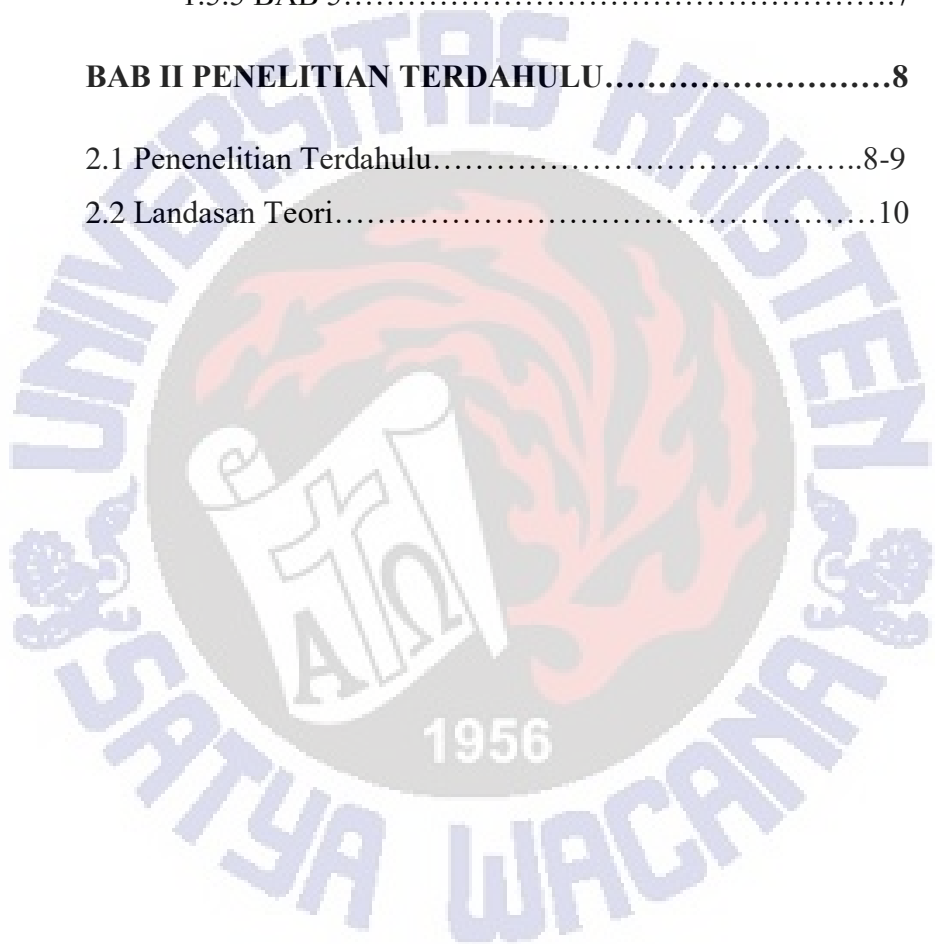 BAB II PENELITIAN TERDAHULU……………………….8
2.1 Penenelitian Terdahulu…………………………………..8-9
2.2 Landasan Teori……………………………………………10
UNIVERSITAS KRISTEN
Α Ω
1956
SATYA WACANA